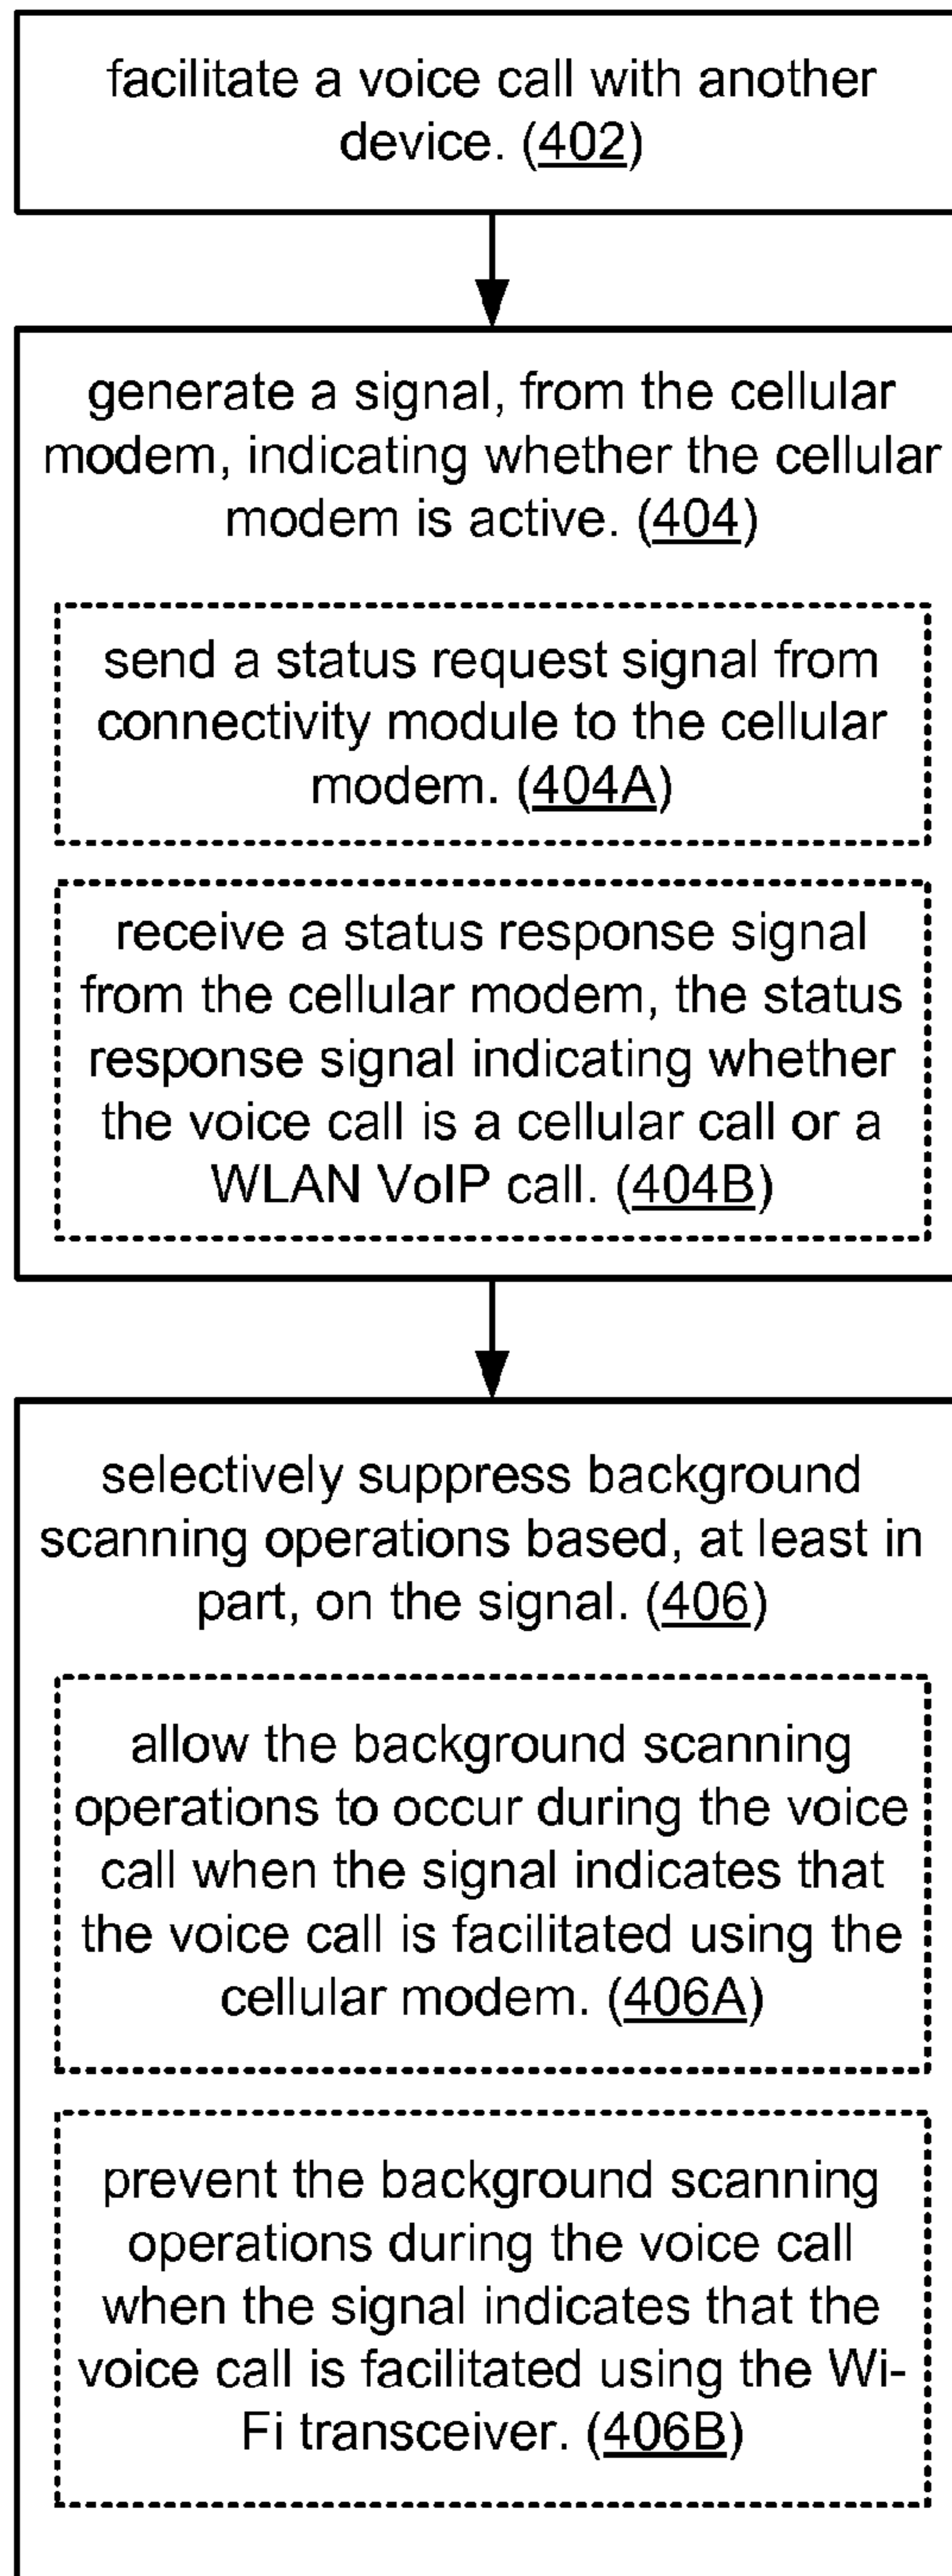 facilitate a voice call with another
device. (402)
generate a signal, from the cellular
modem, indicating whether the cellular
modem is active. (404)
send a status request signal from
connectivity module to the cellular
modem. (404A)
receive a status response signal
from the cellular modem, the status
response signal indicating whether
the voice call is a cellular call or a
WLAN VoIP call. (404B)
selectively suppress background
scanning operations based, at least in
part, on the signal. (406)
allow the background scanning
operations to occur during the voice
call when the signal indicates that
the voice call is facilitated using the
cellular modem. (406A)
prevent the background scanning
operations during the voice call
when the signal indicates that the
voice call is facilitated using the Wi-
Fi transceiver. (406B)